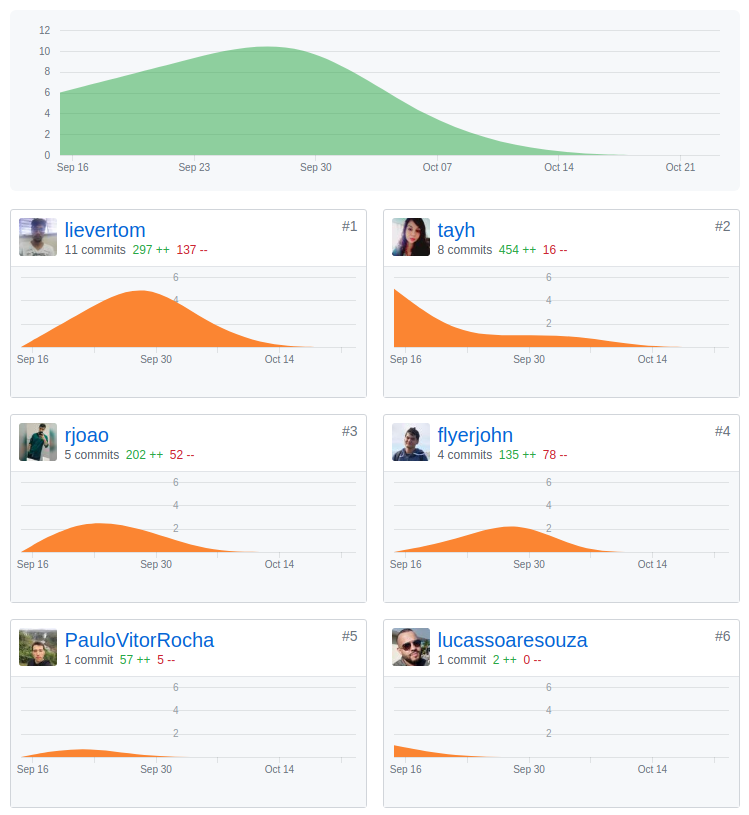 12
10
8
6
4
2
0
Sep 16 Sep 23 Sep 30 Oct 07 Oct 14 Oct 21
lievertom #1
11 commits 297 ++ 137 --
6
4
Sep 16 Sep 30 Oct 14
tayh #2
8 commits 454 ++ 16 --
6
4
2
Sep 16 Sep 30 Oct 14
rjoao #3
5 commits 202 ++ 52 --
6
4
2
Sep 16 Sep 30 Oct 14
flyerjohn #4
4 commits 135 ++ 78 --
6
4
2
Sep 16 Sep 30 Oct 14
PauloVitorRocha #5
1 commit 57 ++ 5 --
6
4
2
Sep 16 Sep 30 Oct 14
lucassoaresouza #6
1 commit 2 ++ 0 --
6
4
2
Sep 16 Sep 30 Oct 14